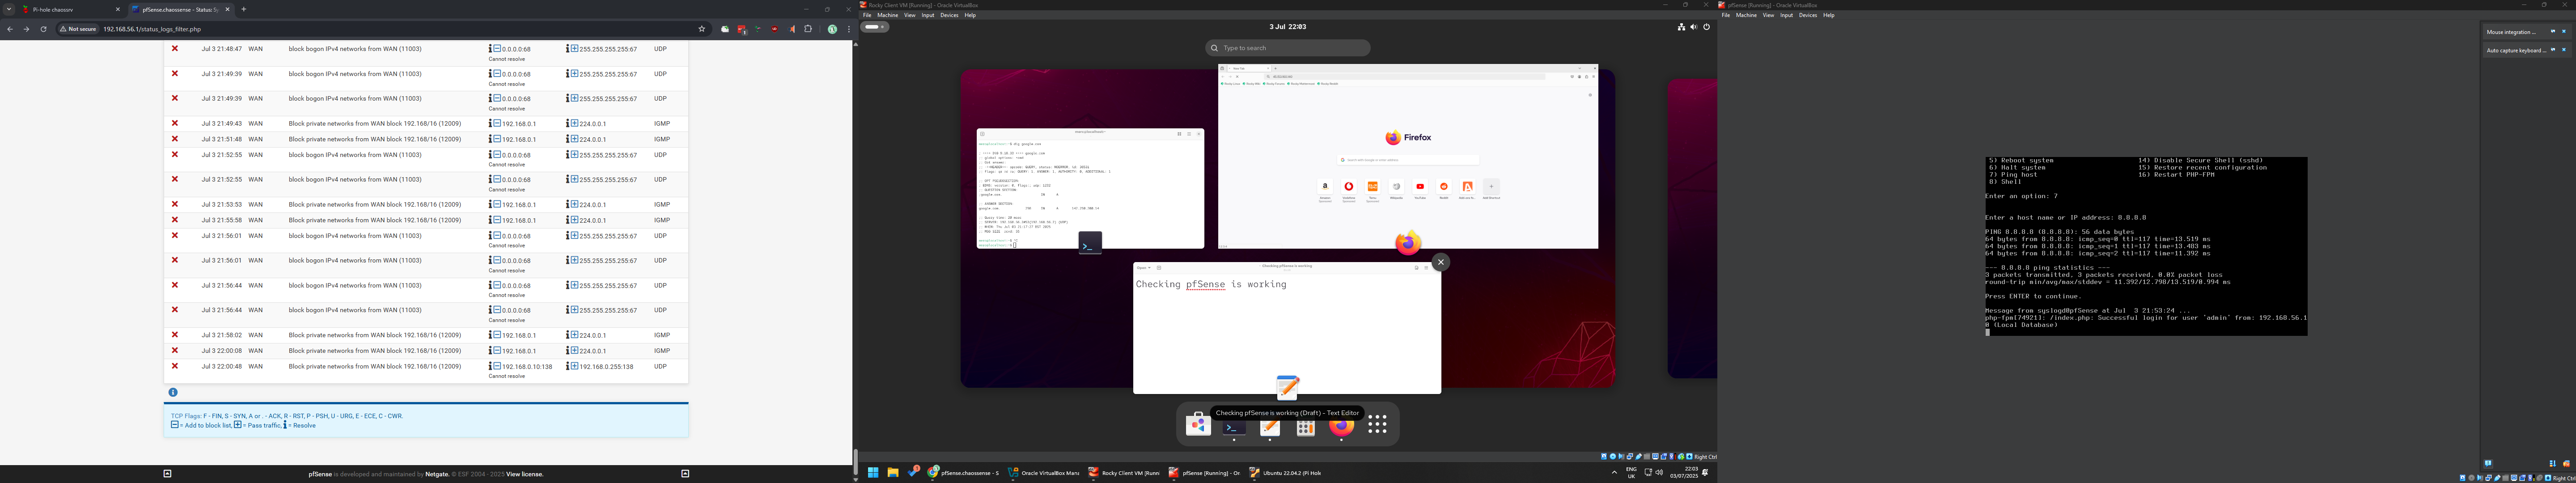 Pi-hole chaossrv
pfSense.chaossense - Status: Sy
Not secure 192.168.56.1/status_logs_filter.php
Jul 3 21:48:47 WAN block bogon IPv4 networks from WAN (11003) 0.0.0.0:68 255.255.255.255:67 UDP
Cannot resolve
Jul 3 21:49:39 WAN block bogon IPv4 networks from WAN (11003) 0.0.0.0:68 255.255.255.255:67 UDP
Cannot resolve
Jul 3 21:49:39 WAN block bogon IPv4 networks from WAN (11003) 0.0.0.0:68 255.255.255.255:67 UDP
Cannot resolve
Jul 3 21:49:43 WAN Block private networks from WAN block 192.168/16 (12009) 192.168.0.1 224.0.0.1 IGMP
Jul 3 21:51:48 WAN Block private networks from WAN block 192.168/16 (12009) 192.168.0.1 224.0.0.1 IGMP
Jul 3 21:52:55 WAN block bogon IPv4 networks from WAN (11003) 0.0.0.0:68 255.255.255.255:67 UDP
Cannot resolve
Jul 3 21:52:55 WAN block bogon IPv4 networks from WAN (11003) 0.0.0.0:68 255.255.255.255:67 UDP
Cannot resolve
Jul 3 21:53:53 WAN Block private networks from WAN block 192.168/16 (12009) 192.168.0.1 224.0.0.1 IGMP
Jul 3 21:55:58 WAN Block private networks from WAN block 192.168/16 (12009) 192.168.0.1 224.0.0.1 IGMP
Jul 3 21:56:01 WAN block bogon IPv4 networks from WAN (11003) 0.0.0.0:68 255.255.255.255:67 UDP
Cannot resolve
Jul 3 21:56:01 WAN block bogon IPv4 networks from WAN (11003) 0.0.0.0:68 255.255.255.255:67 UDP
Cannot resolve
Jul 3 21:56:44 WAN block bogon IPv4 networks from WAN (11003) 0.0.0.0:68 255.255.255.255:67 UDP
Cannot resolve
Jul 3 21:56:44 WAN block bogon IPv4 networks from WAN (11003) 0.0.0.0:68 255.255.255.255:67 UDP
Cannot resolve
Jul 3 21:58:02 WAN Block private networks from WAN block 192.168/16 (12009) 192.168.0.1 224.0.0.1 IGMP
Jul 3 22:00:08 WAN Block private networks from WAN block 192.168/16 (12009) 192.168.0.1 224.0.0.1 IGMP
Jul 3 22:00:48 WAN Block private networks from WAN block 192.168/16 (12009) 192.168.0.10:138 192.168.0.255:138 UDP
Cannot resolve
TCP Flags: F - FIN, S - SYN, A or . - ACK, R - RST, P - PSH, U - URG, E - ECE, C - CWR.
= Add to block list, = Pass traffic, = Resolve
pfSense is developed and maintained by Netgate. © ESF 2004 - 2025 View license.
Rocky Client VM [Running] - Oracle VirtualBox
File Machine View Input Devices Help
3 Jul 22:03
Type to search
dig google.com
Firefox
Search with Google or enter address
Open
Checking pfSense is working
Checking pfSense is working
Checking pfSense is working (Draft) - Text Editor
Right Ctrl
pfSense.chaossense - S
Oracle VirtualBox Mana
Rocky Client VM [Runni
pfSense [Running] - Or
Ubuntu 22.04.2 (Pi Hol
ENG
UK
22:03
03/07/2025
pfSense [Running] - Oracle VirtualBox
File Machine View Input Devices Help
Mouse integration ...
Auto capture keyboard ...
5) Reboot system 14) Disable Secure Shell (sshd)
6) Halt system 15) Restore recent configuration
7) Ping host 16) Restart PHP-FPM
8) Shell
Enter an option: 7
Enter a host name or IP address: 8.8.8.8
PING 8.8.8.8 (8.8.8.8): 56 data bytes
64 bytes from 8.8.8.8: icmp_seq=0 ttl=117 time=13.519 ms
64 bytes from 8.8.8.8: icmp_seq=1 ttl=117 time=13.483 ms
64 bytes from 8.8.8.8: icmp_seq=2 ttl=117 time=11.392 ms
--- 8.8.8.8 ping statistics ---
3 packets transmitted, 3 packets received, 0.0% packet loss
round-trip min/avg/max/stddev = 11.392/12.798/13.519/0.994 ms
Press ENTER to continue.
Message from syslogd@pfSense at Jul 3 21:53:24 ...
php-fpm[74921]: /index.php: Successful login for user 'admin' from: 192.168.56.1
0 (Local Database)
Right Ctrl